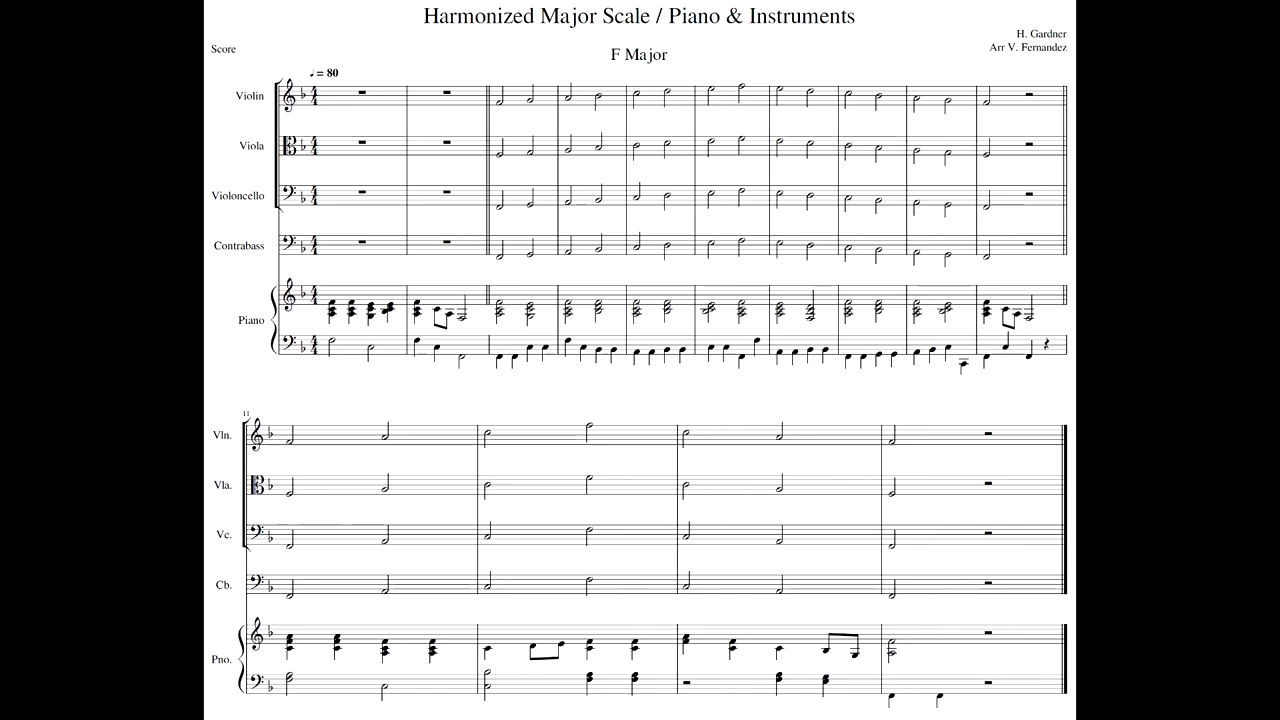 Harmonized Major Scale / Piano & Instruments
H. Gardner
Score
Arr V. Fernandez
F Major
♩ = 80
Violin
Viola
Violoncello
Contrabass
Piano
11
Vln.
Vla.
Vc.
Cb.
Pno.